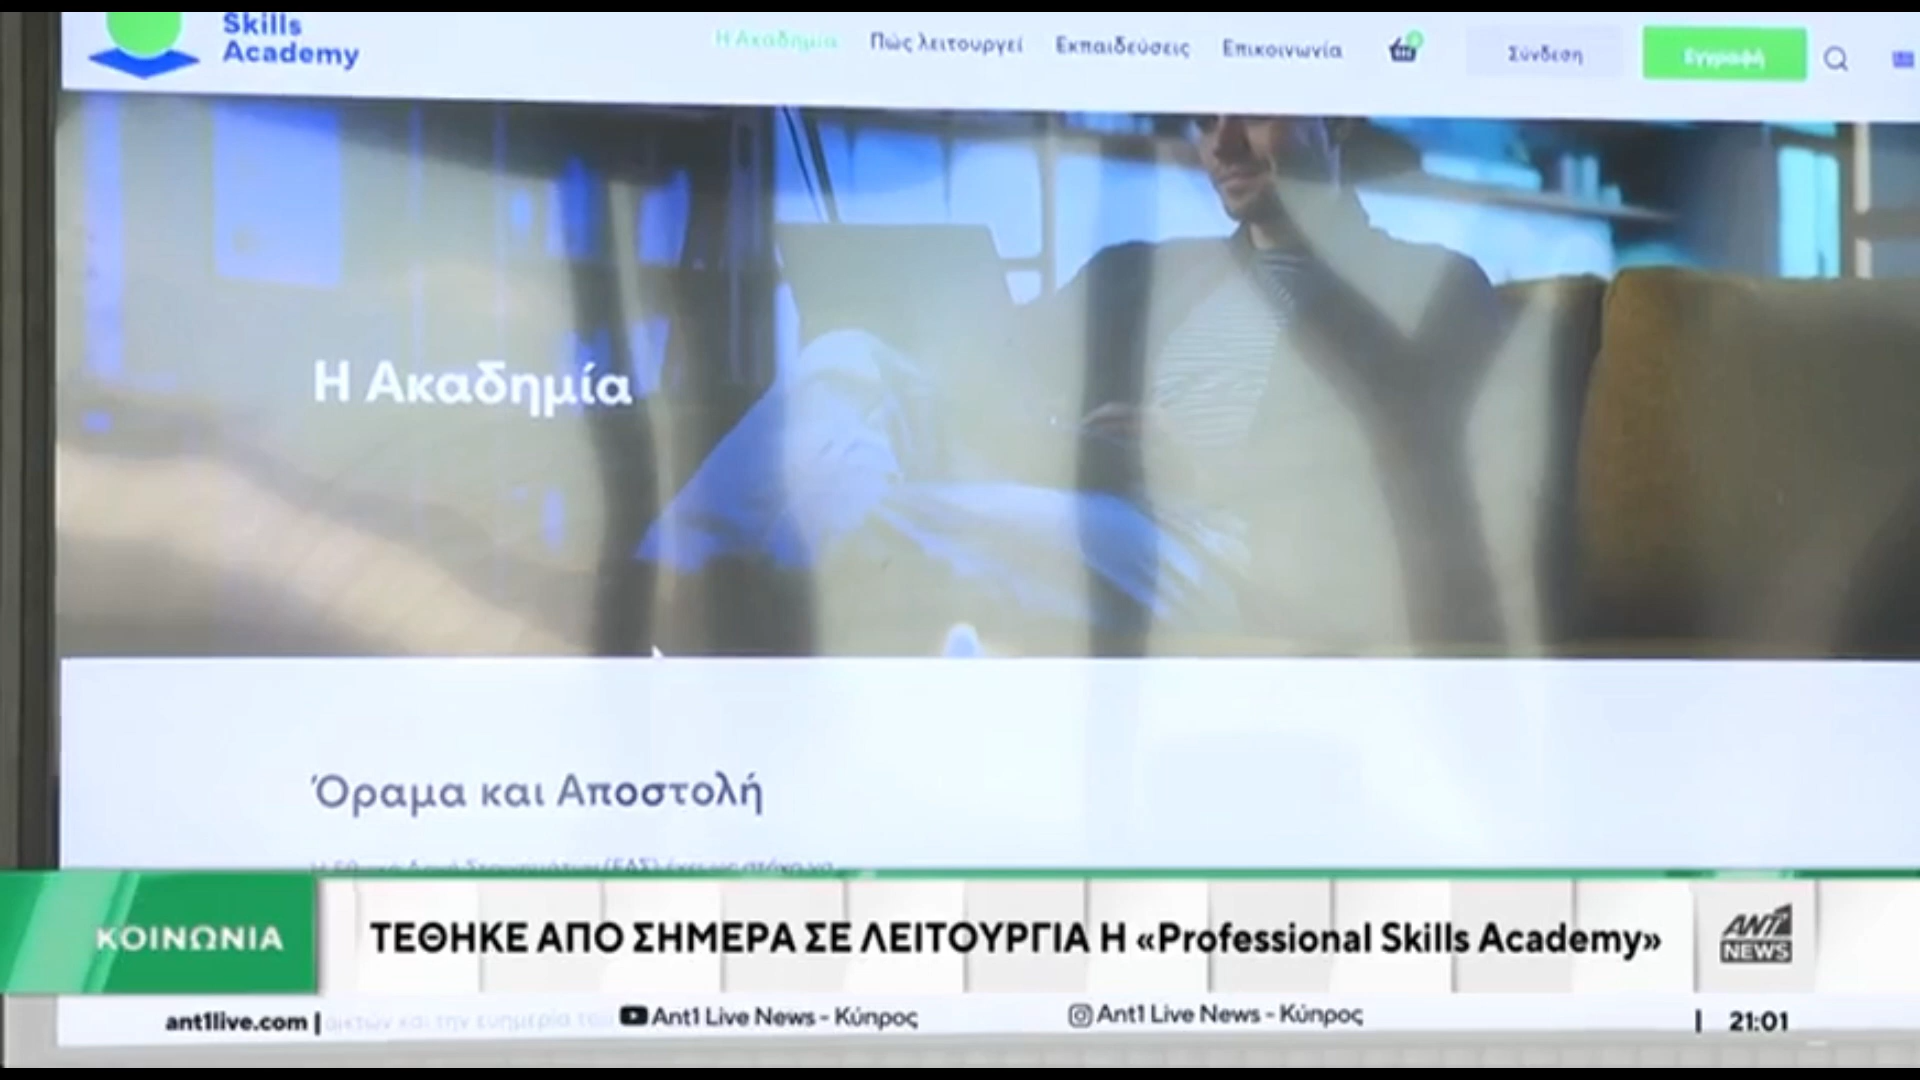 Skills
Academy
Η Ακαδημία Πώς λειτουργεί Εκπαιδεύσεις Επικοινωνία Σύνδεση Εγγραφή
Η Ακαδημία
Όραμα και Αποστολή
ΚΟΙΝΩΝΙΑ
ΤΕΘΗΚΕ ΑΠΟ ΣΗΜΕΡΑ ΣΕ ΛΕΙΤΟΥΡΓΙΑ Η «Professional Skills Academy»
ANT1
NEWS
ant1live.com | Ant1 Live News - Κύπρος Ant1 Live News - Κύπρος | 21:01